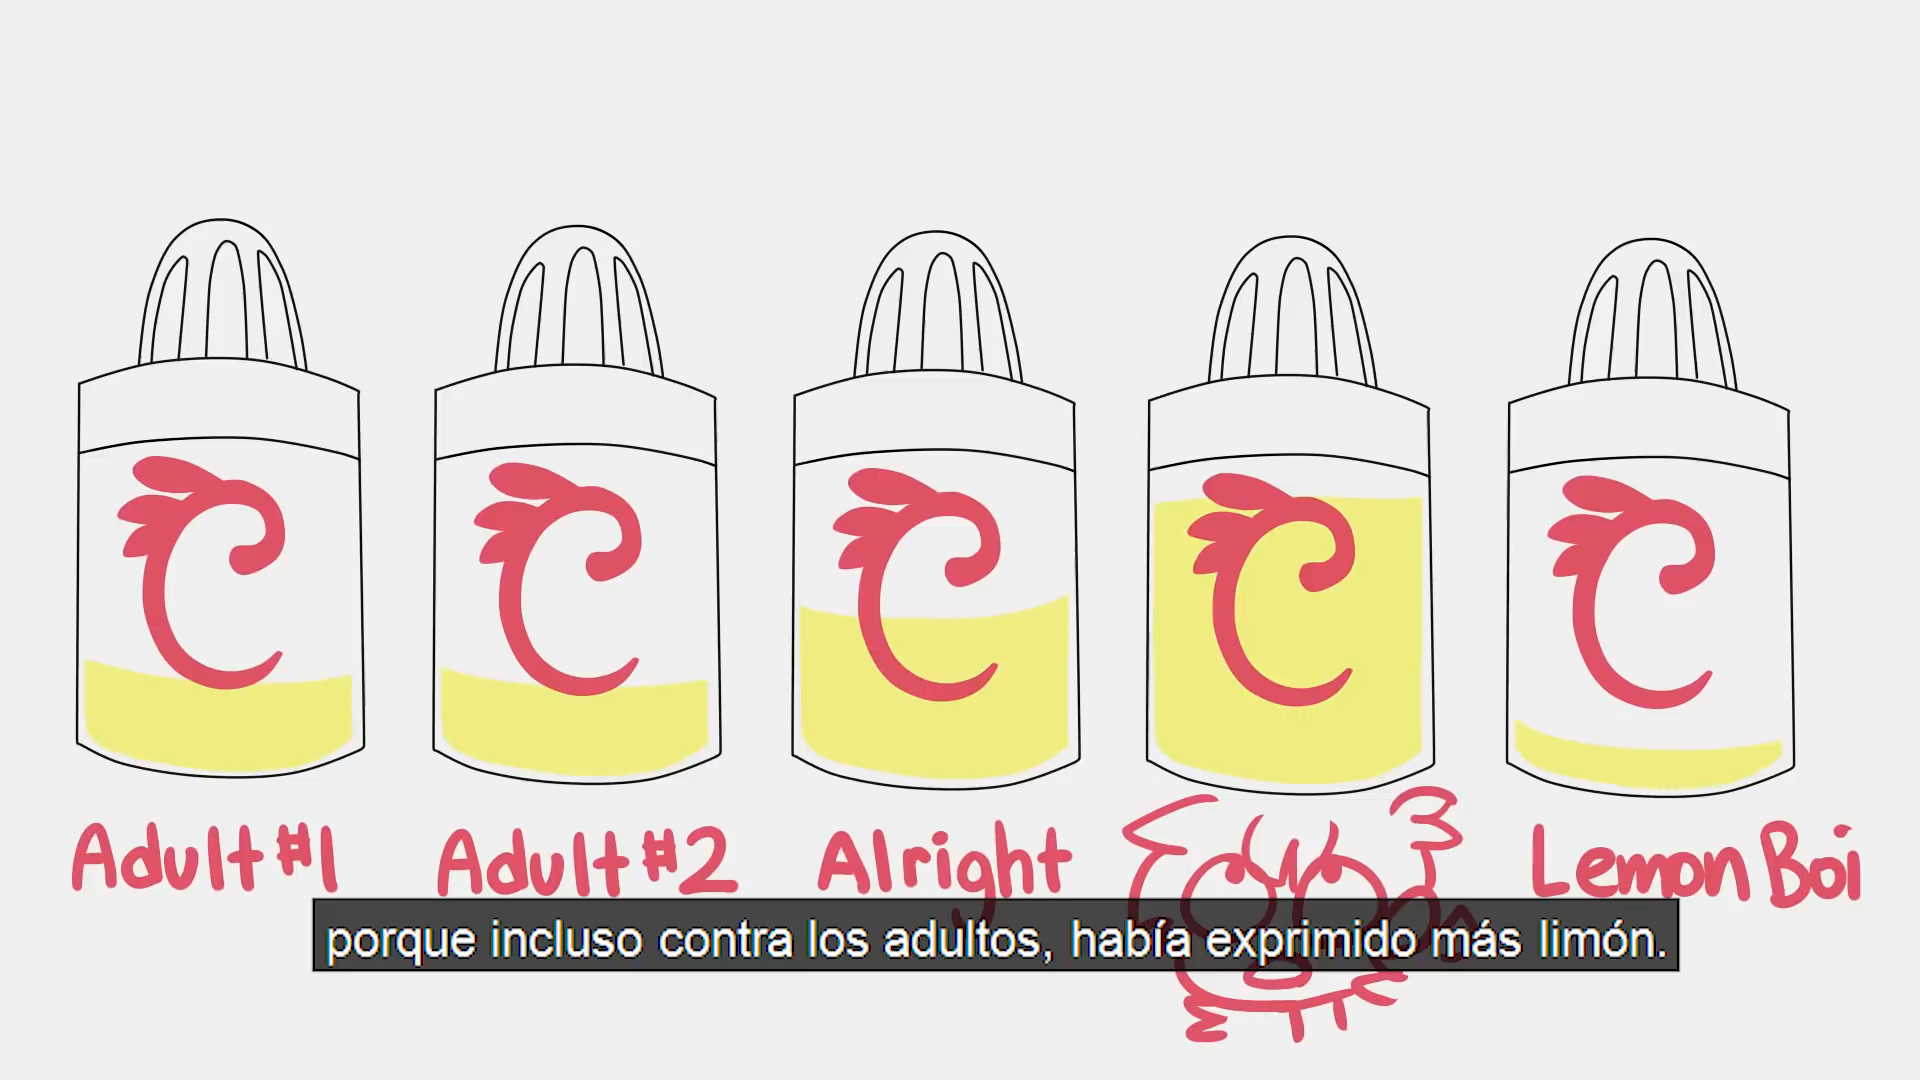 C C C C C
Adult #1 Adult #2 Alright Lemon Boi
porque incluso contra los adultos, había exprimido más limón.